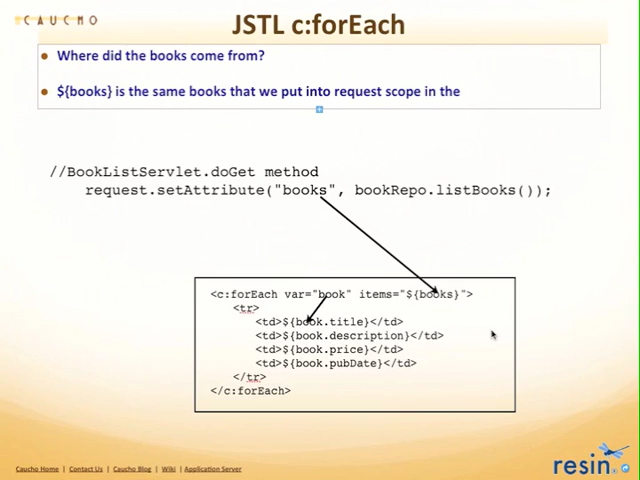 CAUCHO
JSTL c:forEach
Where did the books come from?
${books} is the same books that we put into request scope in the
//BookListServlet.doGet method
request.setAttribute("books", bookRepo.listBooks());
<c:forEach var="book" items="${books}">
<tr>
<td>${book.title}</td>
<td>${book.description}</td>
<td>${book.price}</td>
<td>${book.pubDate}</td>
</tr>
</c:forEach>
Caucho Home | Contact Us | Caucho Blog | Wiki | Application Server
resin